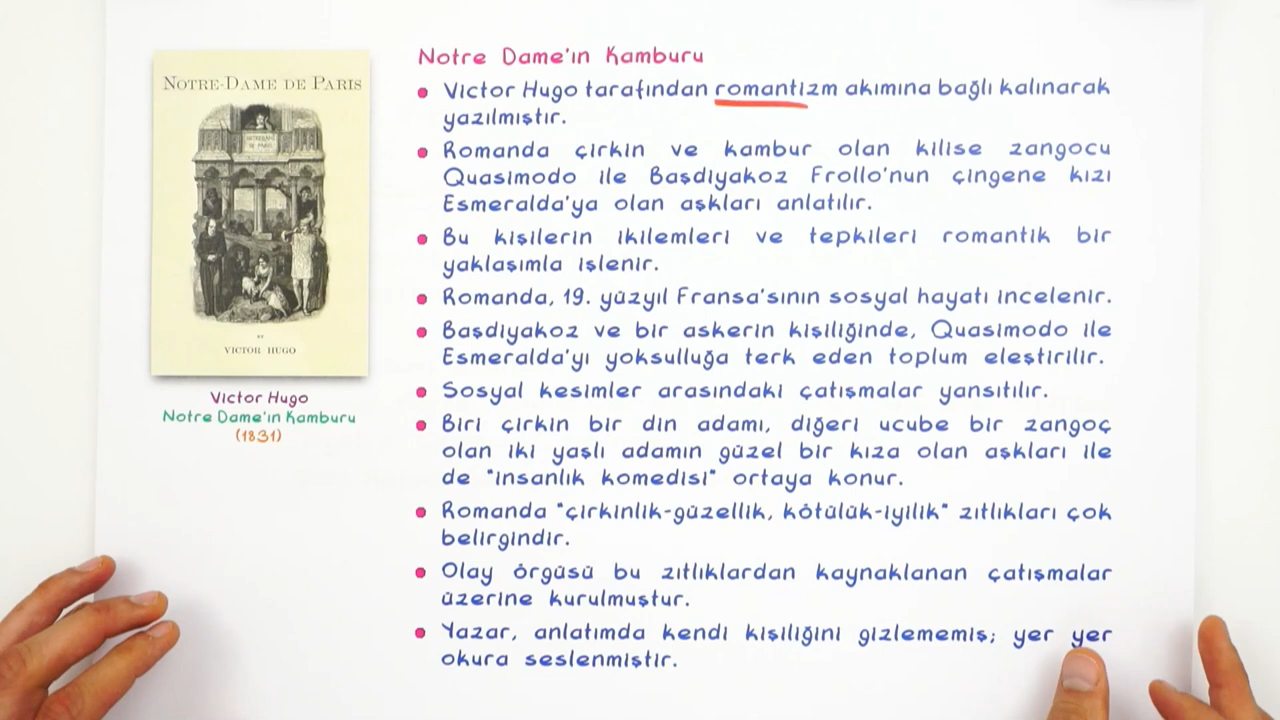 NOTRE-DAME DE PARIS
BY
VICTOR HUGO
Victor Hugo
Notre Dame'ın Kamburu
(1831)
Notre Dame'ın Kamburu
Victor Hugo tarafından romantizm akımına bağlı kalınarak
yazılmıştır.
Romanda çirkin ve kambur olan kilise zangocu
Quasimodo ile Başdiyakoz Frollo'nun çingene kızı
Esmeralda'ya olan aşkları anlatılır.
Bu kişilerin ikilemleri ve tepkileri romantik bir
yaklaşımla işlenir.
Romanda, 19. yüzyıl Fransa'sının sosyal hayatı incelenir.
Başdiyakoz ve bir askerin kişiliğinde, Quasimodo ile
Esmeralda'yı yoksulluğa terk eden toplum eleştirilir.
Sosyal kesimler arasındaki çatışmalar yansıtılır.
Biri çirkin bir din adamı, diğeri ucube bir zangoç
olan iki yaşlı adamın güzel bir kıza olan aşkları ile
de "insanlık komedisi" ortaya konur.
Romanda "çirkinlik-güzellik, kötülük-iyilik" zıtlıkları çok
belirgindir.
Olay örgüsü bu zıtlıklardan kaynaklanan çatışmalar
üzerine kurulmuştur.
Yazar, anlatımda kendi kişiliğini gizlememiş; yer yer
okura seslenmiştir.